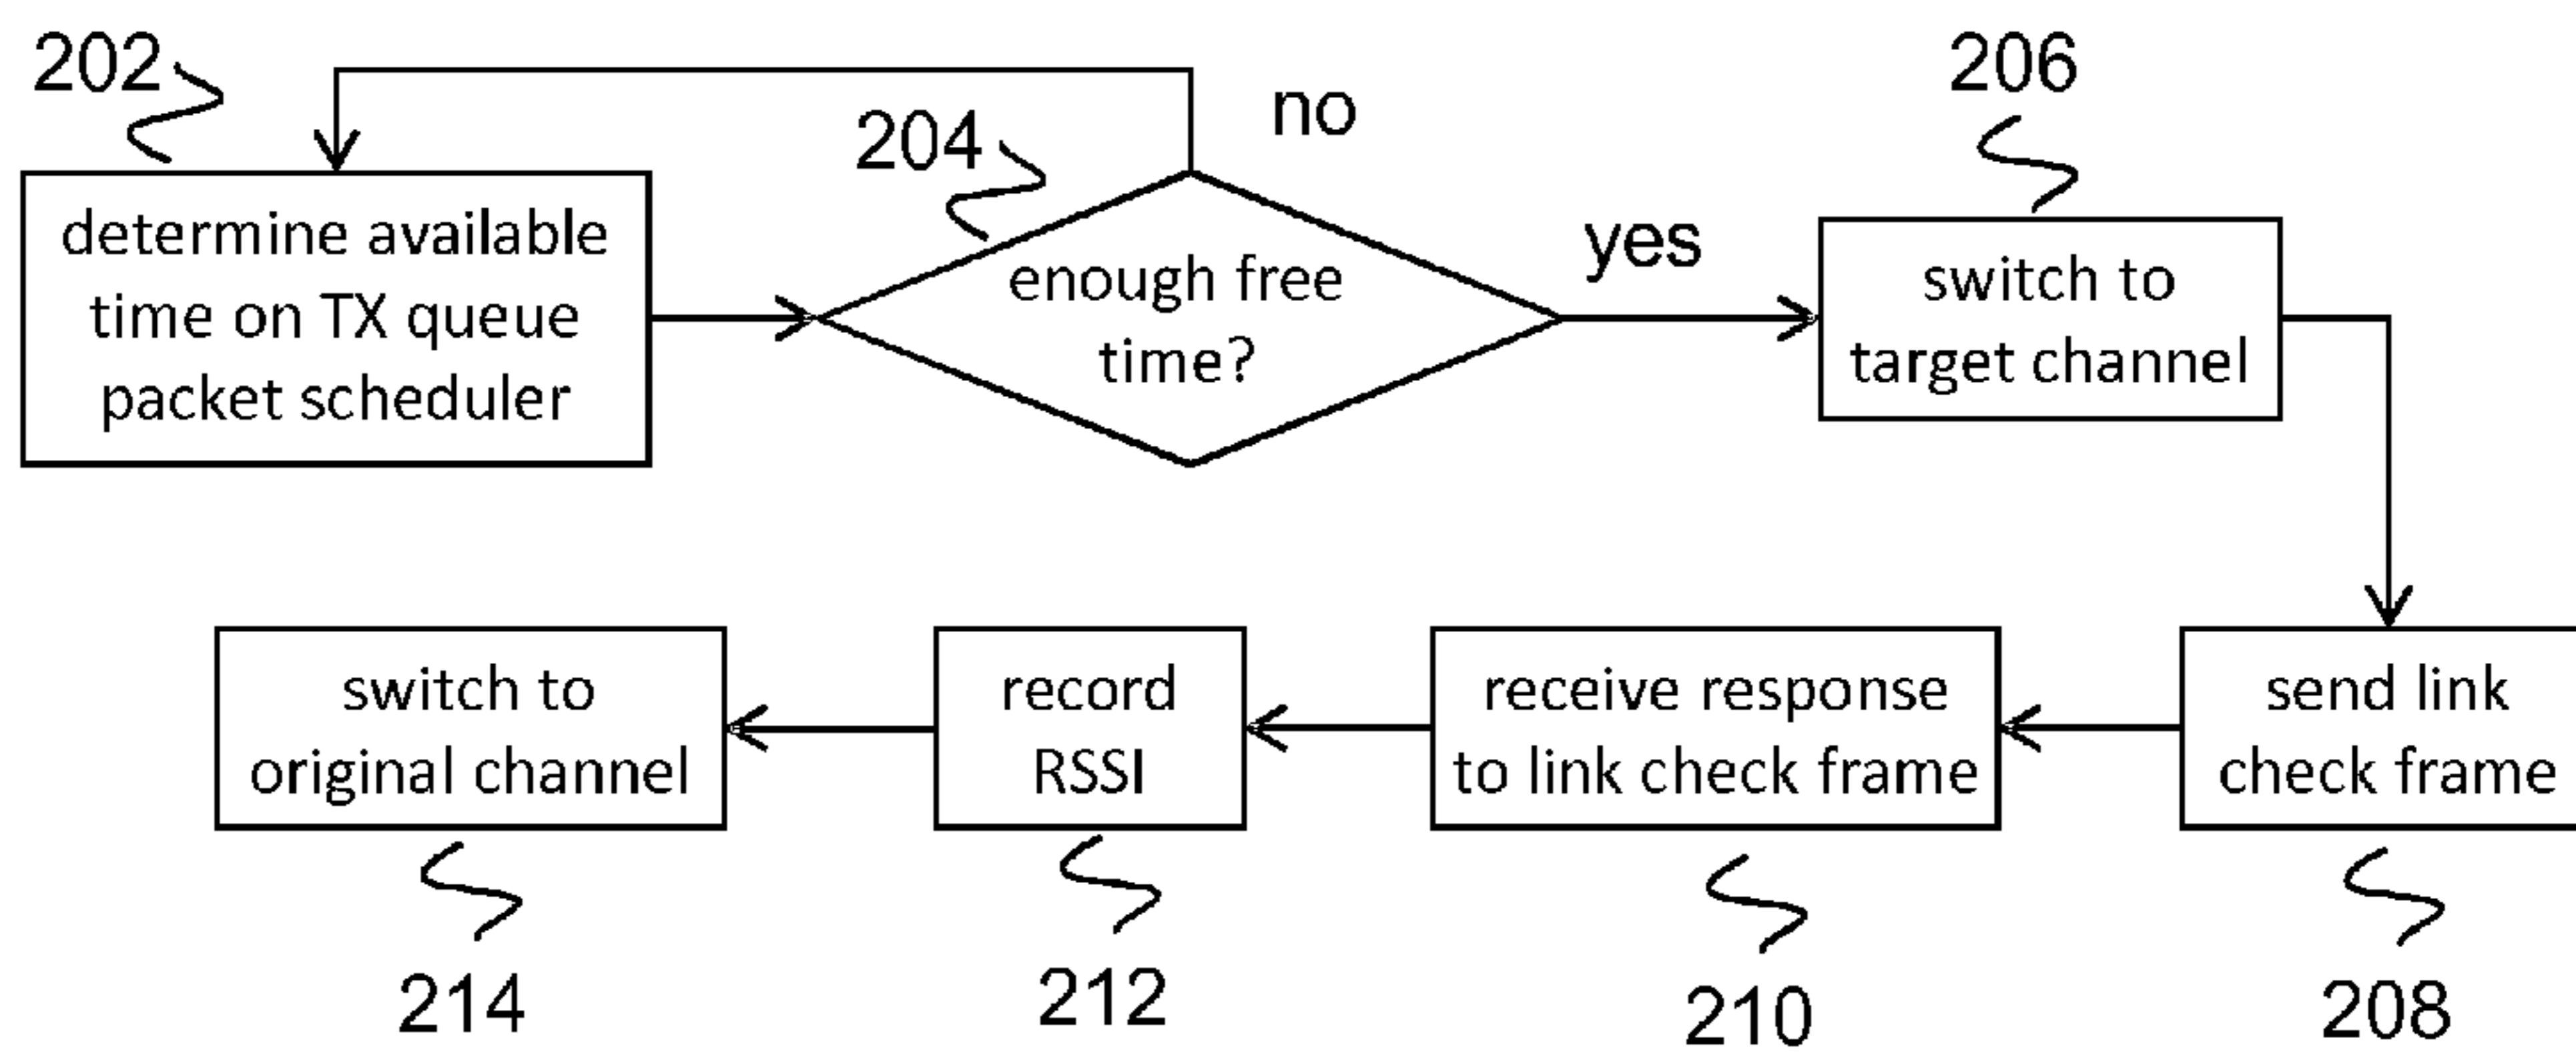 202
determine available
time on TX queue
packet scheduler
204
enough free
time?
no
yes
206
switch to
target channel
send link
check frame
208
receive response
to link check frame
210
record
RSSI
212
switch to
original channel
214